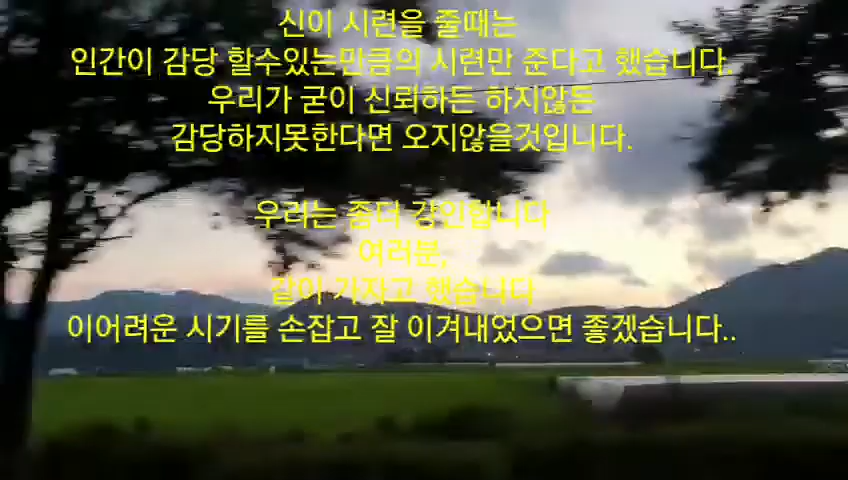 신이 시련을 줄때는
인간이 감당 할수있는만큼의 시련만 준다고 했습니다.
우리가 굳이 신뢰하든 하지않든
감당하지못한다면 오지않을것입니다.
우리는 좀더 강인합니다
여러분,
같이 가자고 했습니다
이어려운 시기를 손잡고 잘 이겨내었으면 좋겠습니다..